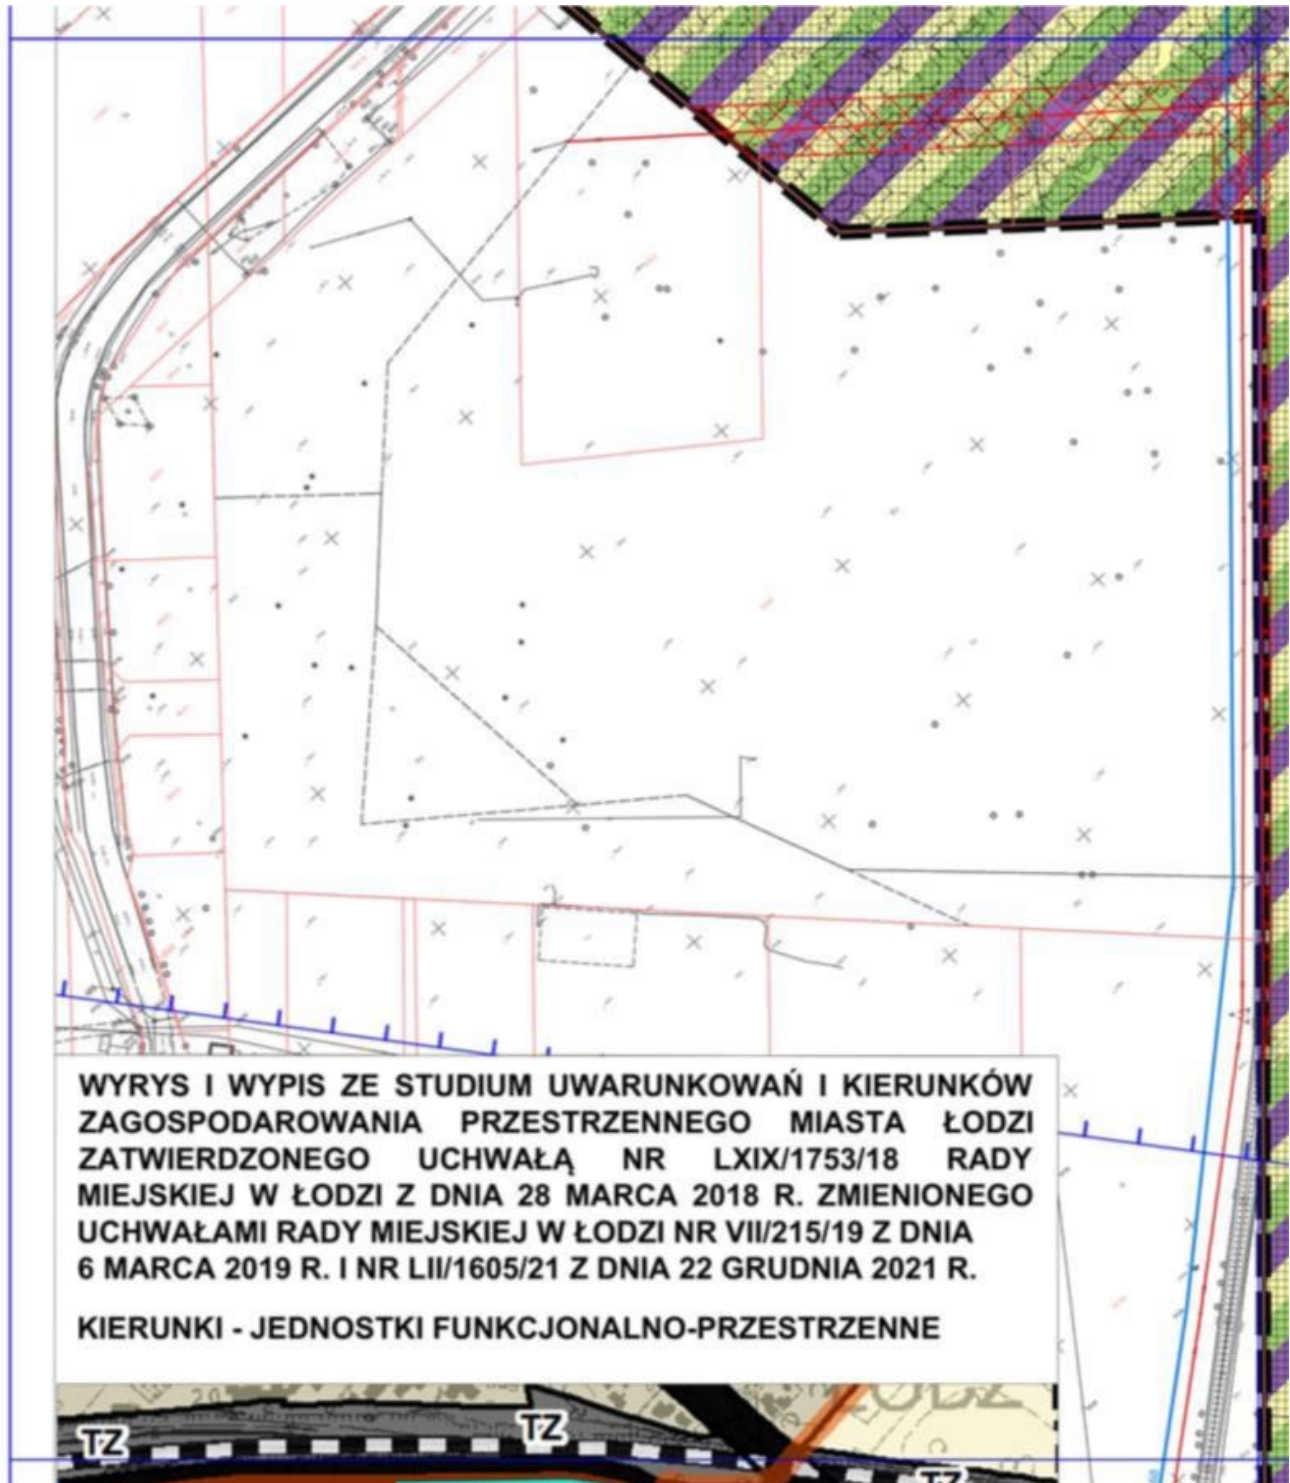 WYRYS I WYPIS ZE STUDIUM UWARUNKOWAŃ I KIERUNKÓW
ZAGOSPODAROWANIA PRZESTRZENNEGO MIASTA ŁODZI
ZATWIERDZONEGO UCHWAŁĄ NR LXIX/1753/18 RADY
MIEJSKIEJ W ŁODZI Z DNIA 28 MARCA 2018 R. ZMIENIONEGO
UCHWAŁAMI RADY MIEJSKIEJ W ŁODZI NR VII/215/19 Z DNIA
6 MARCA 2019 R. I NR LII/1605/21 Z DNIA 22 GRUDNIA 2021 R.
KIERUNKI - JEDNOSTKI FUNKCJONALNO-PRZESTRZENNE
TZ
TZ
TZ